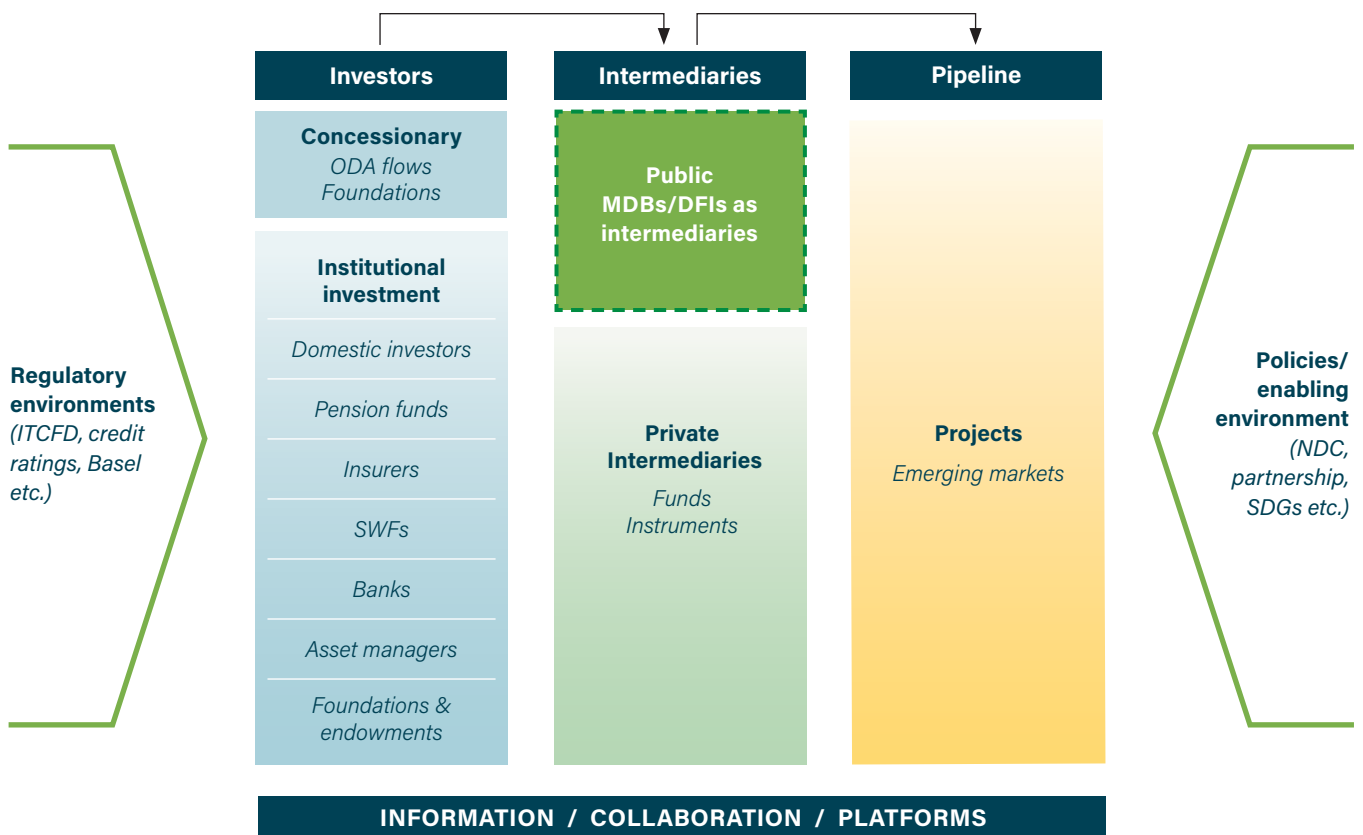 Investors
Intermediaries
Pipeline
Concessionary
ODA flows
Foundations
Institutional
investment
Domestic investors
Pension funds
Insurers
SWFs
Banks
Asset managers
Foundations &
endowments
Public
MDBs/DFIs as
intermediaries
Private
Intermediaries
Funds
Instruments
Projects
Emerging markets
Regulatory
environments
(ITCFD, credit
ratings, Basel
etc.)
Policies/
enabling
environment
(NDC,
partnership,
SDGs etc.)
INFORMATION / COLLABORATION / PLATFORMS